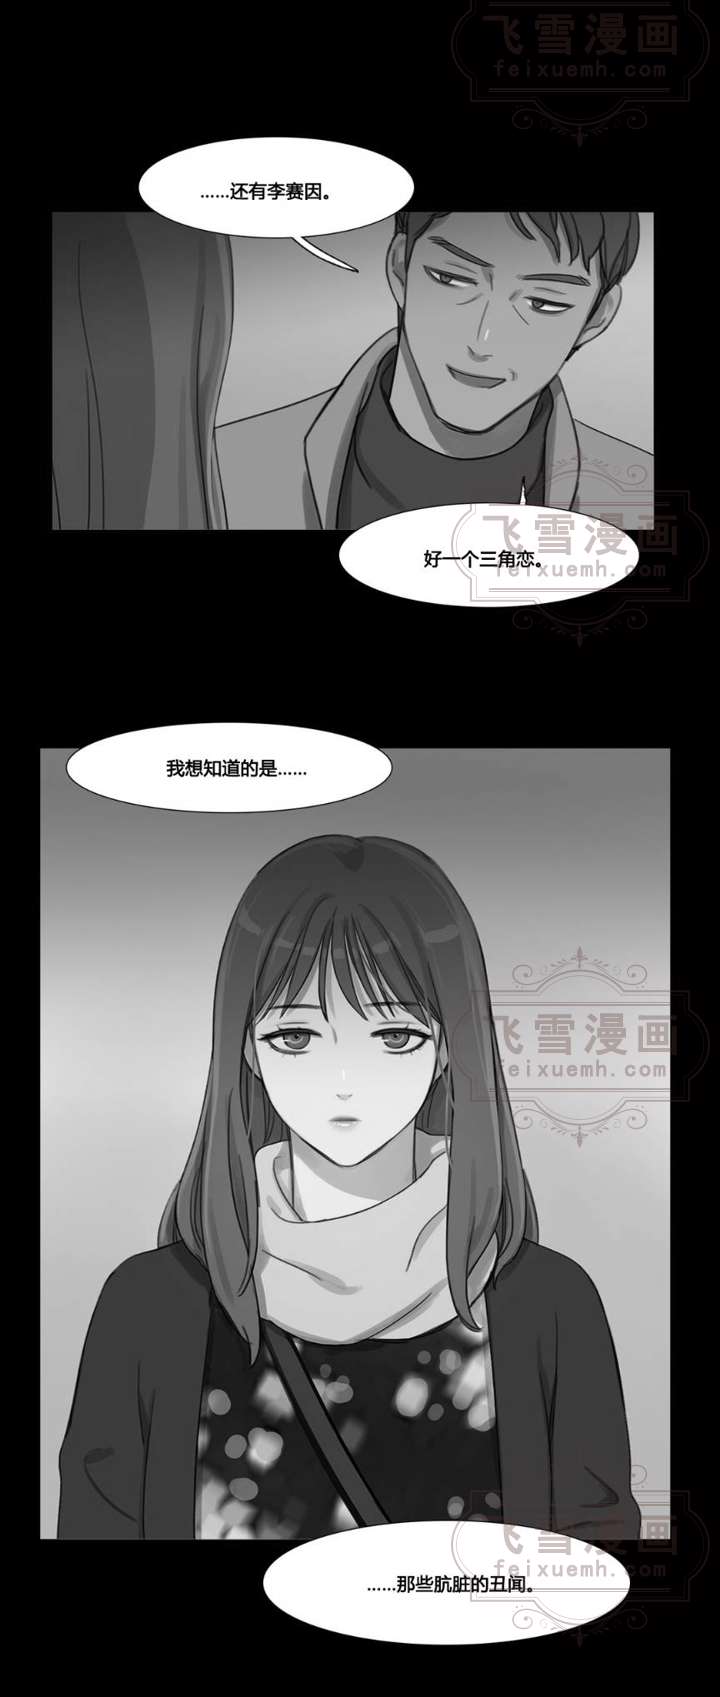 飞雪漫画
feixuemh.com
……还有李赛因。
飞雪漫画
feixuemh.com
好一个三角恋。
我想知道的是……
飞雪漫画
feixuemh.com
飞雪漫画
feixuemh.com
……那些肮脏的丑闻。